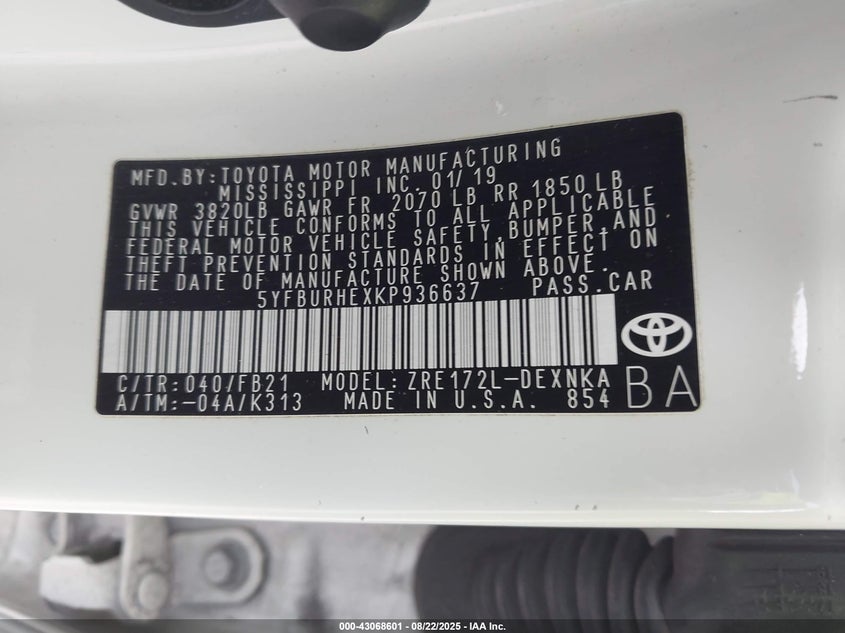 MFD.BY:TOYOTA MOTOR MANUFACTURING
MISSISSIPPI INC. 01/19
GVWR 3820LB GAWR FR 2070 LB RR 1850 LB
THIS VEHICLE CONFORMS TO ALL APPLICABLE
FEDERAL MOTOR VEHICLE SAFETY,BUMPER,AND
THEFT PREVENTION STANDARDS IN EFFECT ON
THE DATE OF MANUFACTURE SHOWN ABOVE.
5YFBURHEXKP936637 PASS.CAR
C/TR:040/FB21 MODEL:ZRE172L-DEXNKA
A/TM:-04A/K313 MADE IN U.S.A. 854
BA
000-43068601 | 08/22/2025 | IAA Inc.